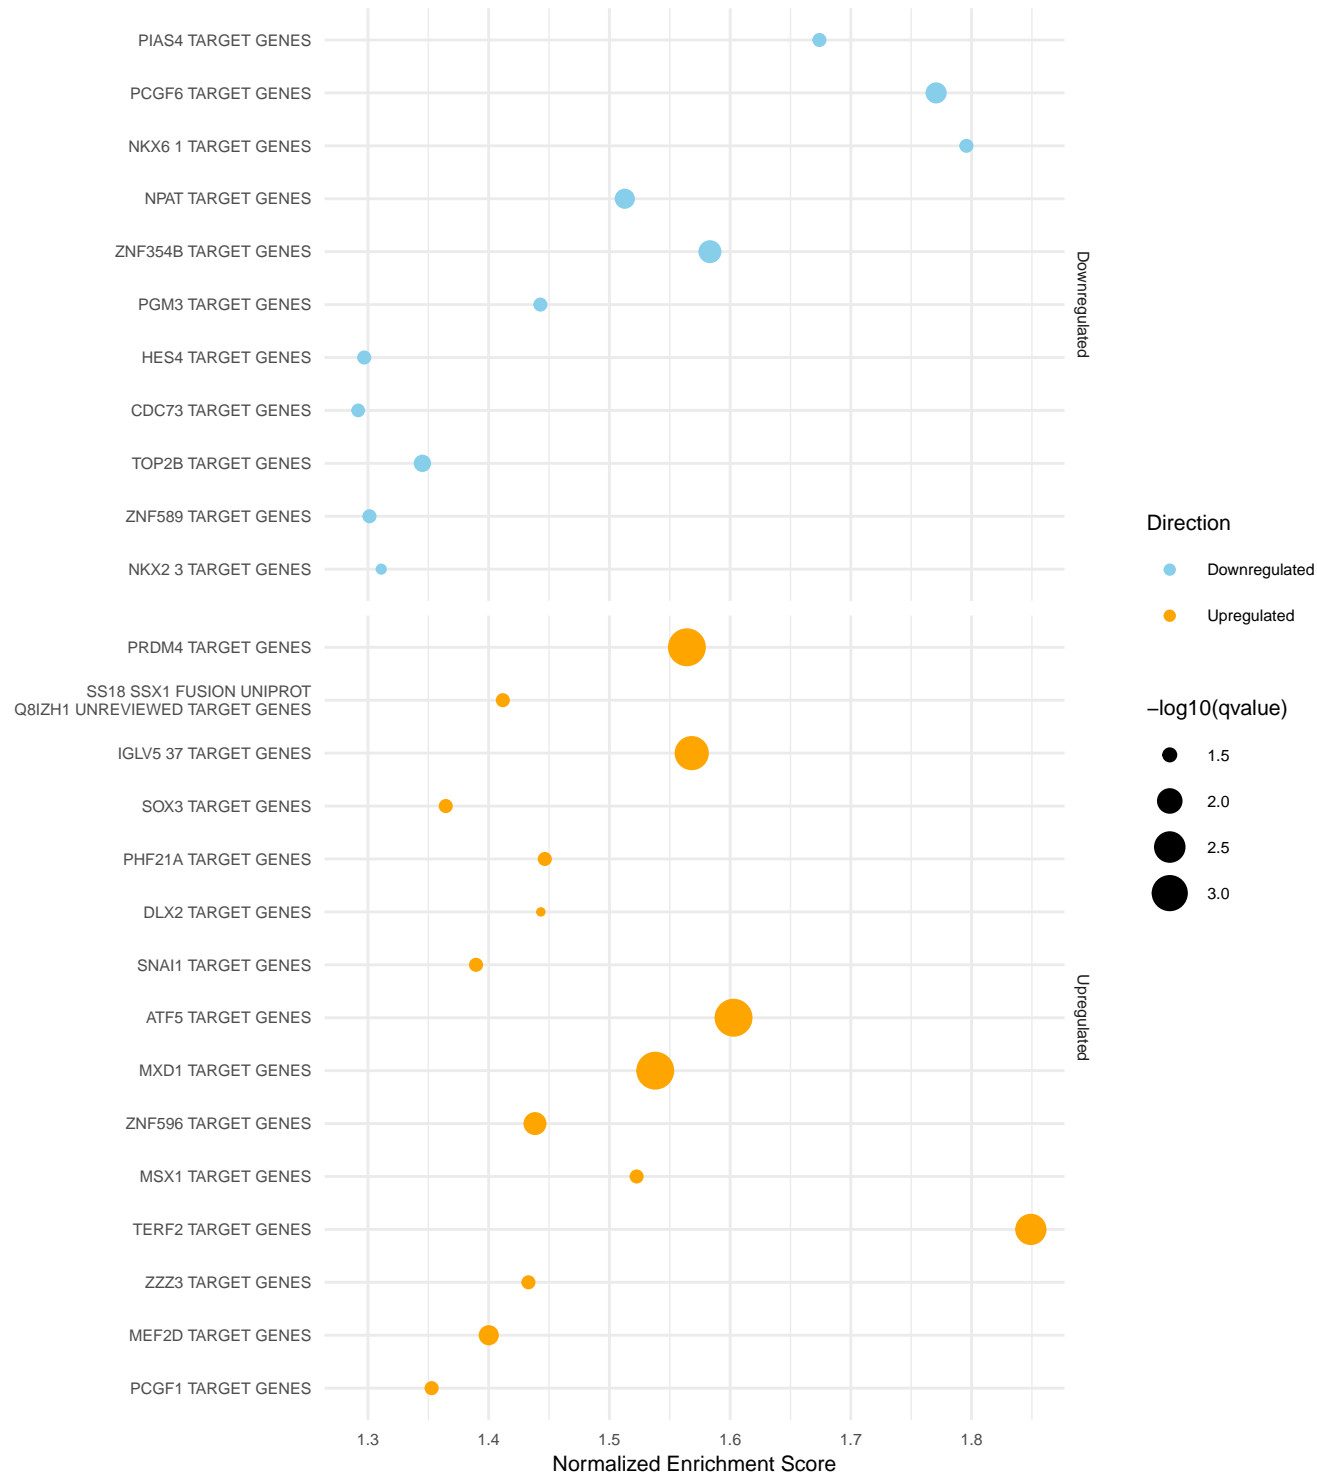 PIAS4 TARGET GENES
PCGF6 TARGET GENES
NKX6 1 TARGET GENES
NPAT TARGET GENES
ZNF354B TARGET GENES
PGM3 TARGET GENES
HES4 TARGET GENES
CDC73 TARGET GENES
TOP2B TARGET GENES
ZNF589 TARGET GENES
NKX2 3 TARGET GENES
Downregulated
PRDM4 TARGET GENES
SS18 SSX1 FUSION UNIPROT
Q8IZH1 UNREVIEWED TARGET GENES
IGLV5 37 TARGET GENES
SOX3 TARGET GENES
PHF21A TARGET GENES
DLX2 TARGET GENES
SNAI1 TARGET GENES
ATF5 TARGET GENES
MXD1 TARGET GENES
ZNF596 TARGET GENES
MSX1 TARGET GENES
TERF2 TARGET GENES
ZZZ3 TARGET GENES
MEF2D TARGET GENES
PCGF1 TARGET GENES
Upregulated
1.3 1.4 1.5 1.6 1.7 1.8
Normalized Enrichment Score
Direction
Downregulated
Upregulated
−log10(qvalue)
1.5
2.0
2.5
3.0